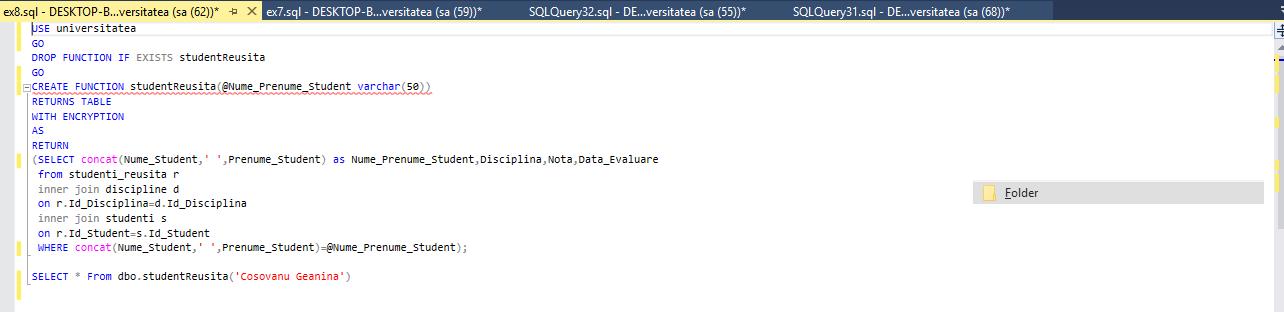 ex8.sql - DESKTOP-B...versitatea (sa (62))* ex7.sql - DESKTOP-B...versitatea (sa (59))* SQLQuery32.sql - DE...versitatea (sa (55))* SQLQuery31.sql - DE...versitatea (sa (68))*
USE universitatea
GO
DROP FUNCTION IF EXISTS studentReusita
GO
CREATE FUNCTION studentReusita(@Nume_Prenume_Student varchar(50))
RETURNS TABLE
WITH ENCRYPTION
AS
RETURN
(SELECT concat(Nume_Student,' ',Prenume_Student) as Nume_Prenume_Student,Disciplina,Nota,Data_Evaluare
from studenti_reusita r
inner join discipline d
on r.Id_Disciplina=d.Id_Disciplina
Folder
inner join studenti s
on r.Id_Student=s.Id_Student
WHERE concat(Nume_Student,' ',Prenume_Student)=@Nume_Prenume_Student);
SELECT * From dbo.studentReusita('Cosovanu Geanina')